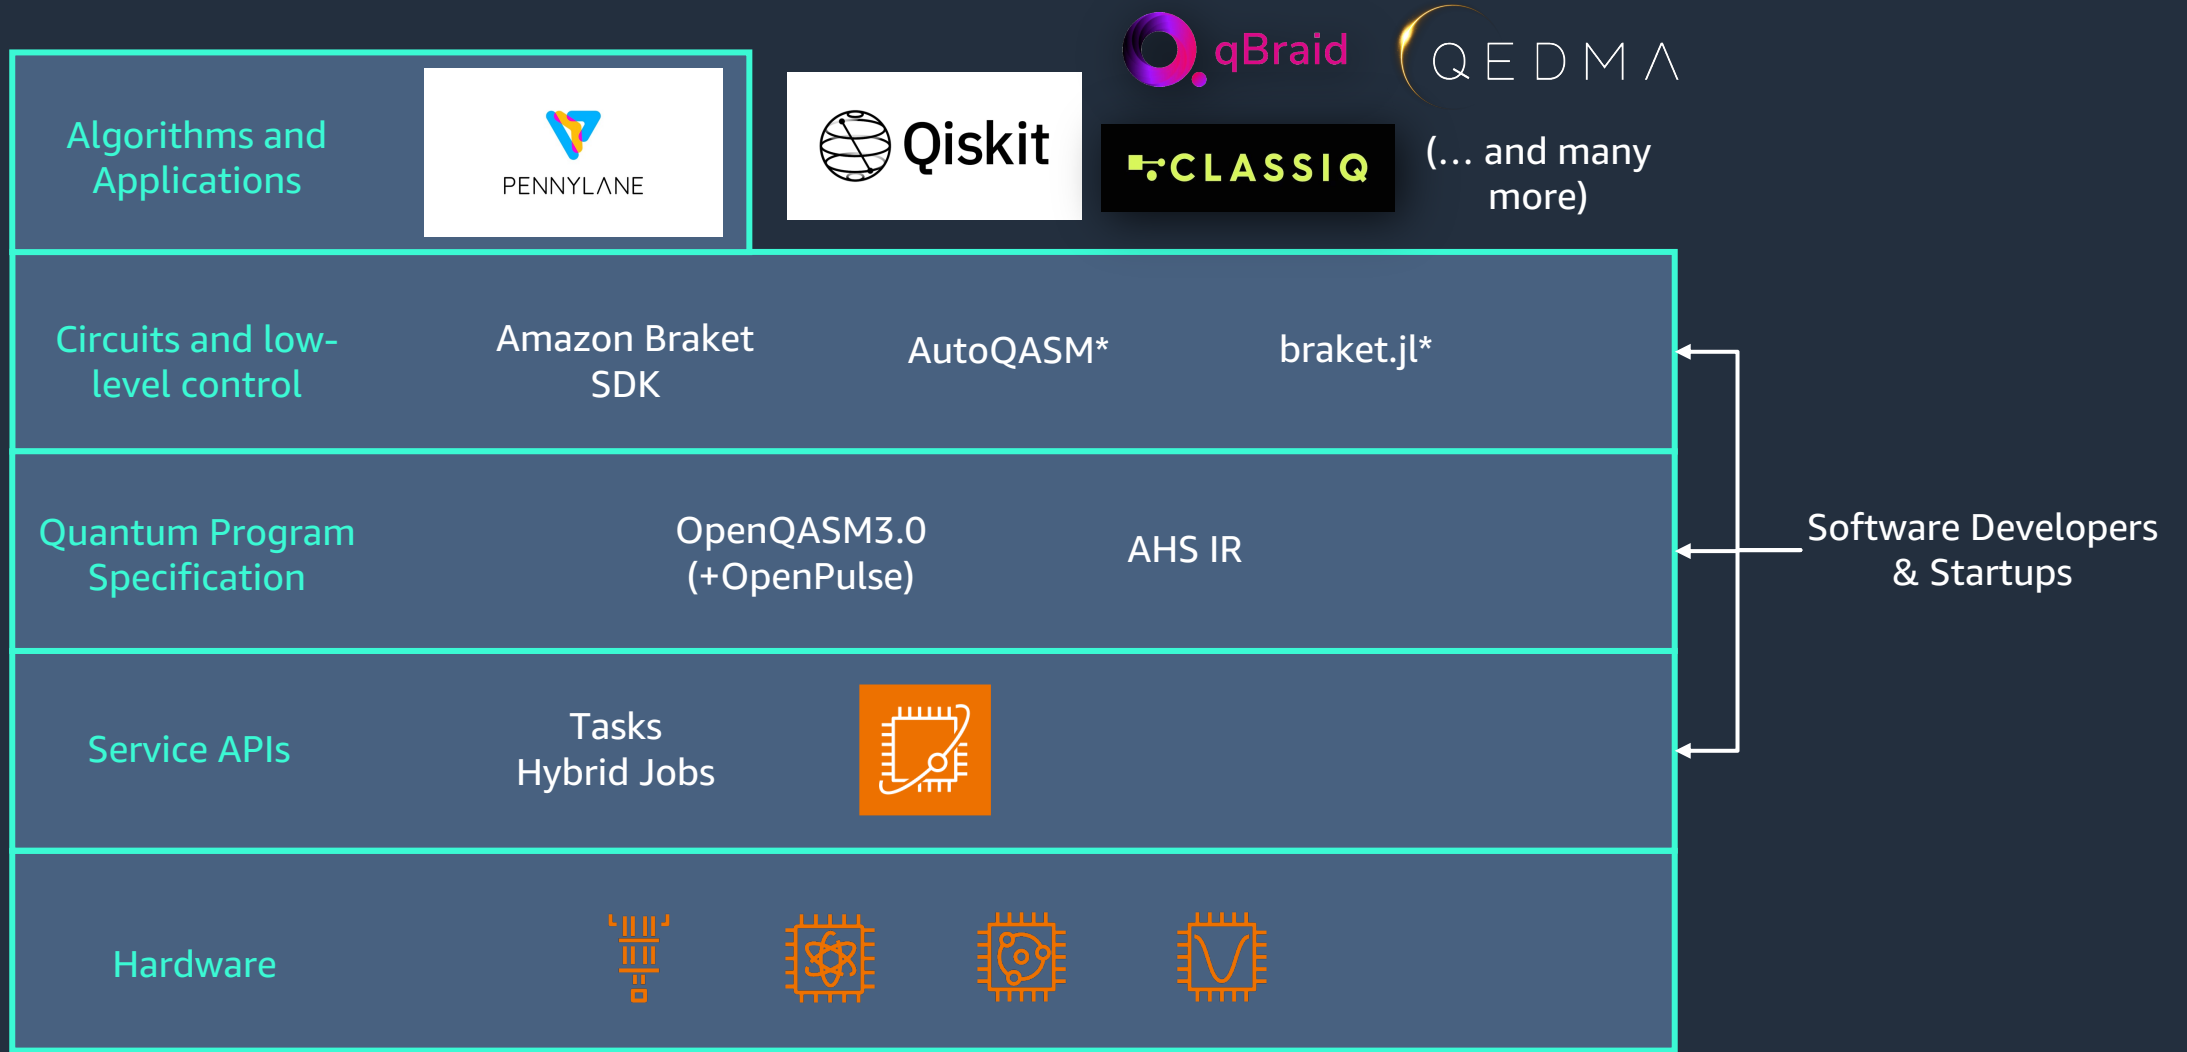 qBraid
QEDMA
Algorithms and
Applications
PENNYLANE
Qiskit
CLASSIQ
(... and many
more)
Circuits and low-
level control
Amazon Braket
SDK
AutoQASM*
braket.jl*
Quantum Program
Specification
OpenQASM3.0
(+OpenPulse)
AHS IR
Software Developers
& Startups
Service APIs
Tasks
Hybrid Jobs
Hardware